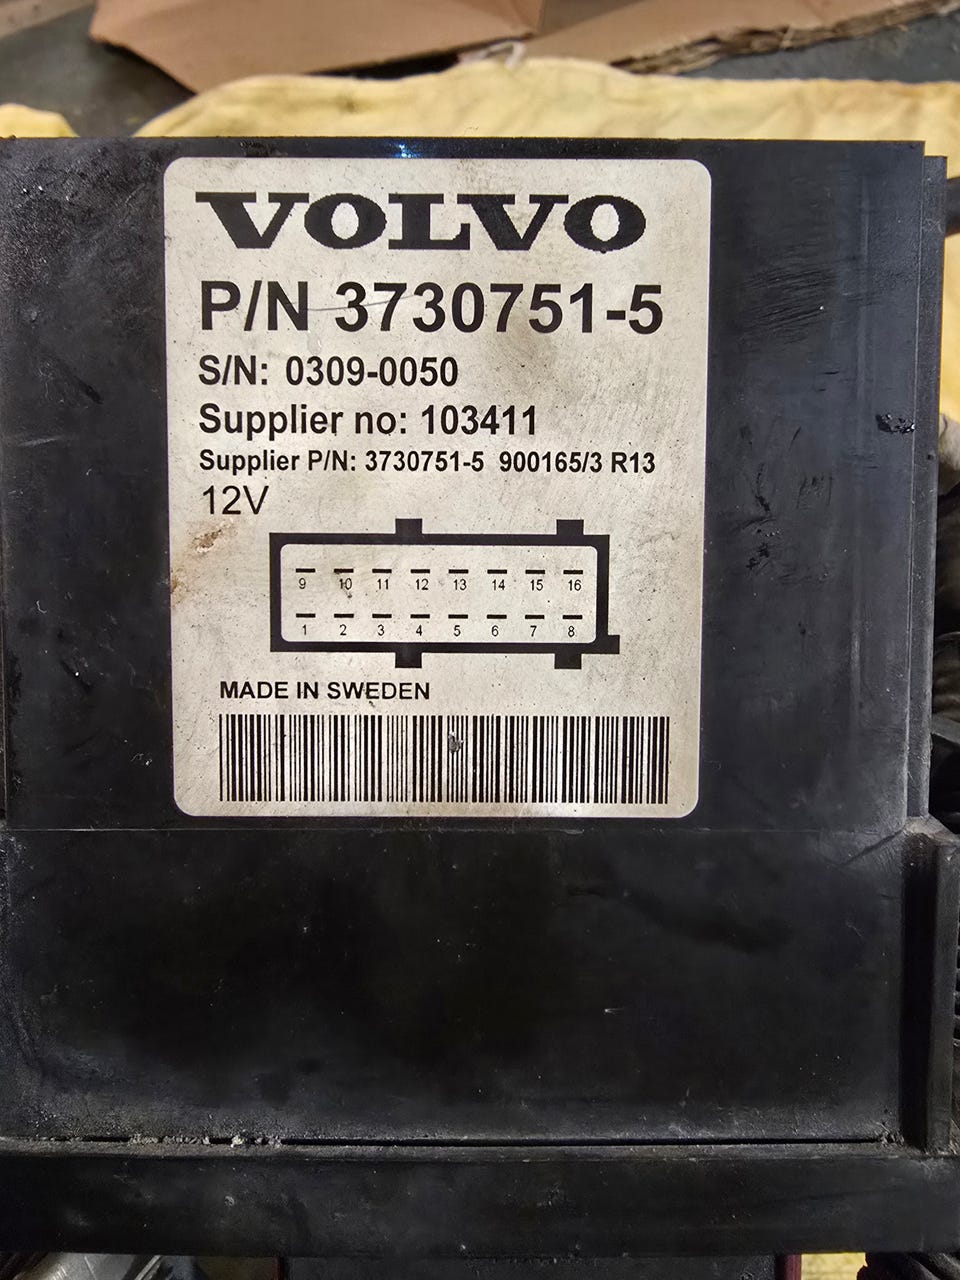 VOLVO
P/N 3730751-5
S/N: 0309-0050
Supplier no: 103411
Supplier P/N: 3730751-5 900165/3 R13
12V
9 10 11 12 13 14 15 16
1 2 3 4 5 6 7 8
MADE IN SWEDEN